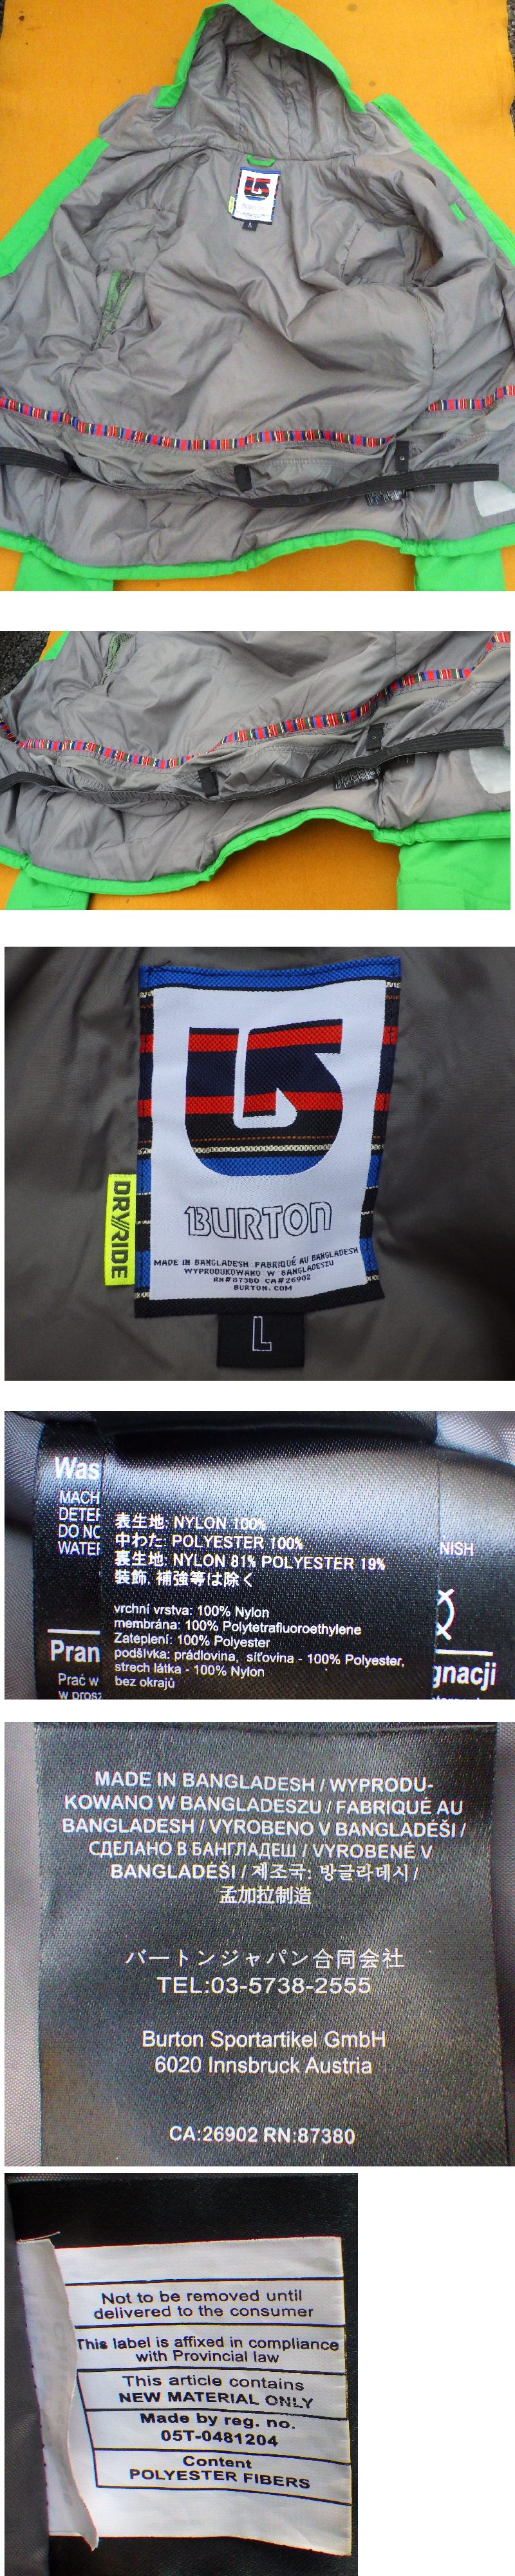 BURTON
MADE IN BANGLADESH FABRIQUÉ AU BANGLADESH
WYPRODUKOWANO W BANGLADESZU
RN#87380 CA#26902
BURTON.COM
DRYRIDE
L
Was
MACH
DETER
DO NO
WATER
NISH
表生地: NYLON 100%
中わた: POLYESTER 100%
裏生地: NYLON 81% POLYESTER 19%
装飾, 補強等は除く
vrchní vrstva: 100% Nylon
membrána: 100% Polytetrafluoroethylene
Zateplení: 100% Polyester
podšívka: prádlovina, síťovina - 100% Polyester,
strech látka - 100% Nylon
bez okrajů
Pran
gnacji
Prać w
w prosz
MADE IN BANGLADESH / WYPRODU-
KOWANO W BANGLADESZU / FABRIQUÉ AU
BANGLADESH / VYROBENO V BANGLADÉŠI /
СДЕЛАНО В БАНГЛАДЕШ / VYROBENÉ V
BANGLADÉŠI / 제조국: 방글라데시 /
孟加拉制造
バートンジャパン合同会社
TEL:03-5738-2555
Burton Sportartikel GmbH
6020 Innsbruck Austria
CA:26902 RN:87380
Not to be removed until
delivered to the consumer
This label is affixed in compliance
with Provincial law
This article contains
NEW MATERIAL ONLY
Made by reg. no.
05T-0481204
Content
POLYESTER FIBERS